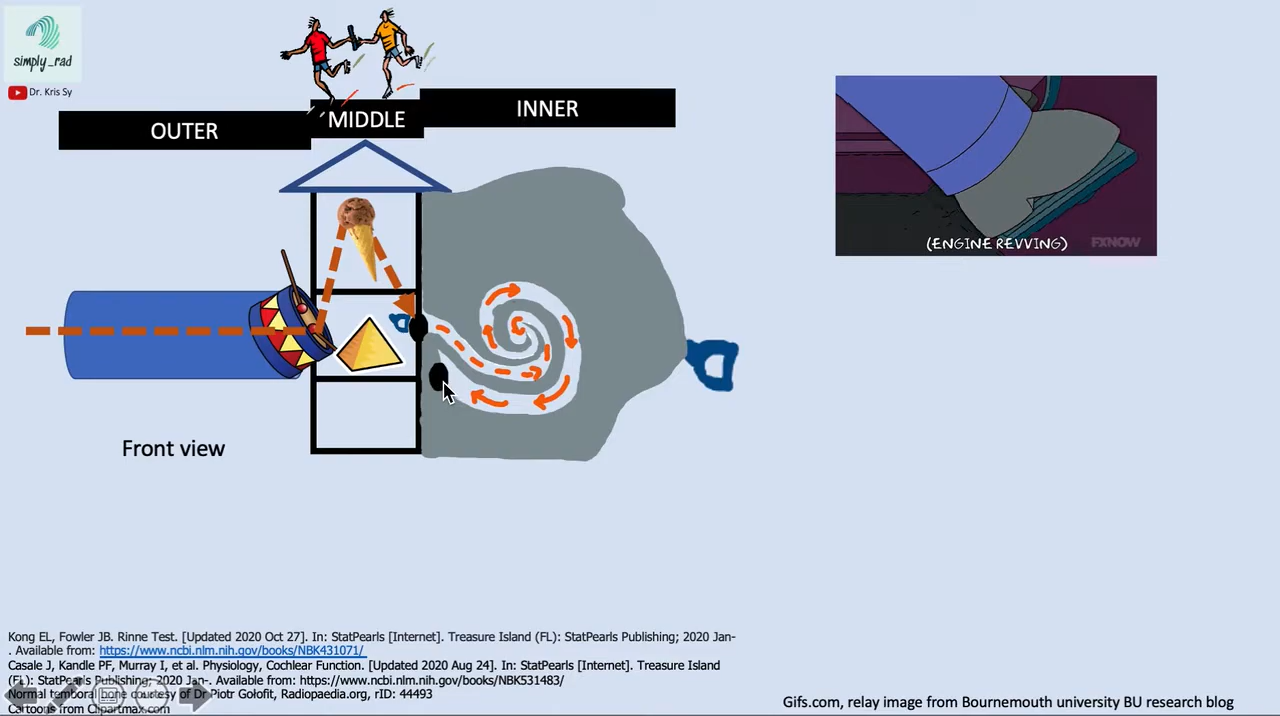 simply_rad
Dr. Kris Sy
OUTER
MIDDLE
INNER
(ENGINE REVVING)
FXNOW
Front view
Kong EL, Fowler JB. Rinne Test. [Updated 2020 Oct 27]. In: StatPearls [Internet]. Treasure Island (FL): StatPearls Publishing; 2020 Jan-
. Available from: https://www.ncbi.nlm.nih.gov/books/NBK431071/
Casale J, Kandle PF, Murray I, et al. Physiology, Cochlear Function. [Updated 2020 Aug 24]. In: StatPearls [Internet]. Treasure Island
(FL): StatPearls Publishing; 2020 Jan-. Available from: https://www.ncbi.nlm.nih.gov/books/NBK531483/
Normal temporal bone courtesy of Dr Piotr Gołofit, Radiopaedia.org, rID: 44493
Cartoons from Clipartmax.com
Gifs.com, relay image from Bournemouth university BU research blog